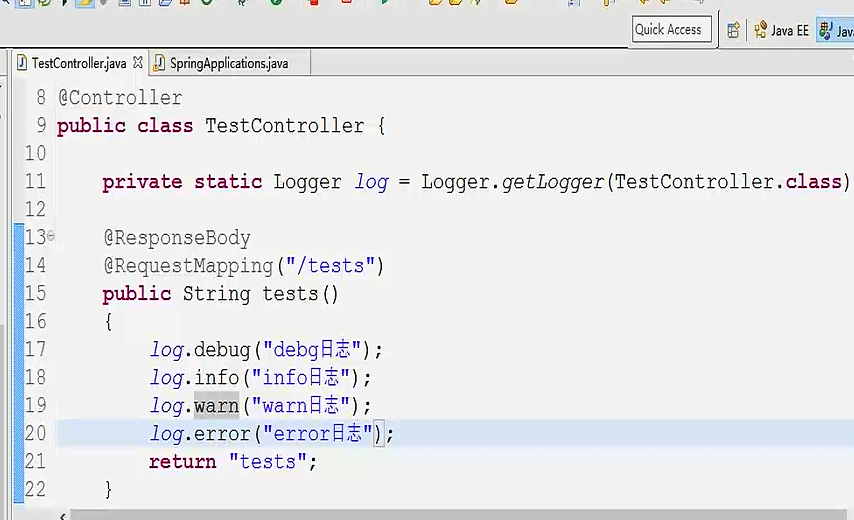 Quick Access
Java EE
Jav
TestController.java
SpringApplications.java
8 @Controller
9 public class TestController {
10
11 private static Logger log = Logger.getLogger(TestController.class)
12
13 @ResponseBody
14 @RequestMapping("/tests")
15 public String tests()
16 {
17 log.debug("debg日志");
18 log.info("info日志");
19 log.warn("warn日志");
20 log.error("error日志");
21 return "tests";
22 }